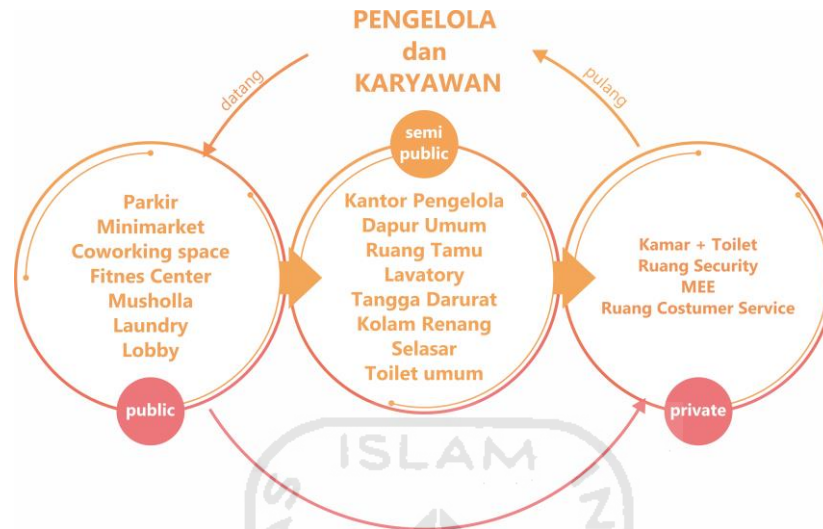 PENGELOLA
dan
KARYAWAN
datang
pulang
Parkir
Minimarket
Coworking space
Fitnes Center
Musholla
Laundry
Lobby
public
semi
public
Kantor Pengelola
Dapur Umum
Ruang Tamu
Lavatory
Tangga Darurat
Kolam Renang
Selasar
Toilet umum
Kamar + Toilet
Ruang Security
MEE
Ruang Costumer Service
private
ISLAM